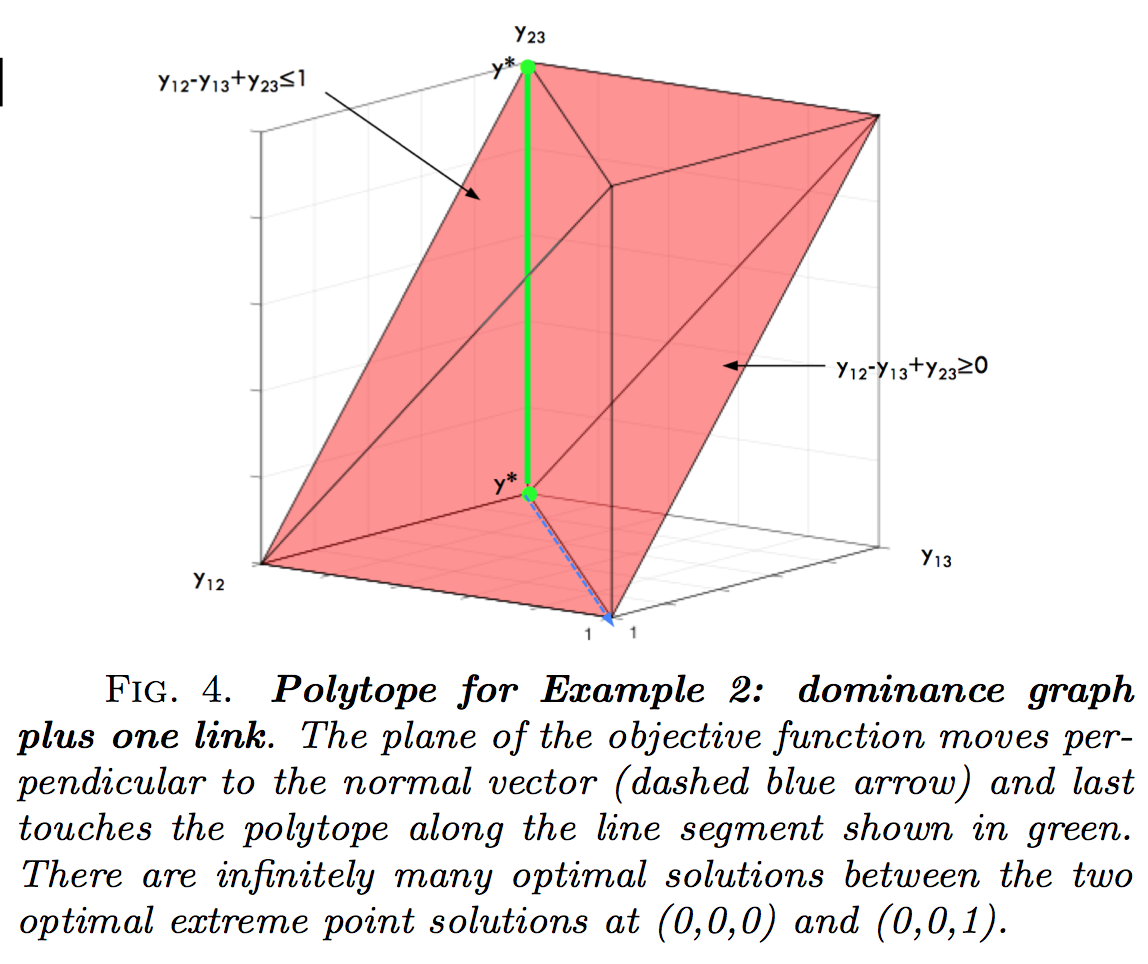 y₂₃
y₁₂-y₁₃+y₂₃≤1
y*
y₁₂-y₁₃+y₂₃≥0
y*
y₁₃
y₁₂
1
1
FIG. 4. Polytope for Example 2: dominance graph
plus one link. The plane of the objective function moves per-
pendicular to the normal vector (dashed blue arrow) and last
touches the polytope along the line segment shown in green.
There are infinitely many optimal solutions between the two
optimal extreme point solutions at (0,0,0) and (0,0,1).